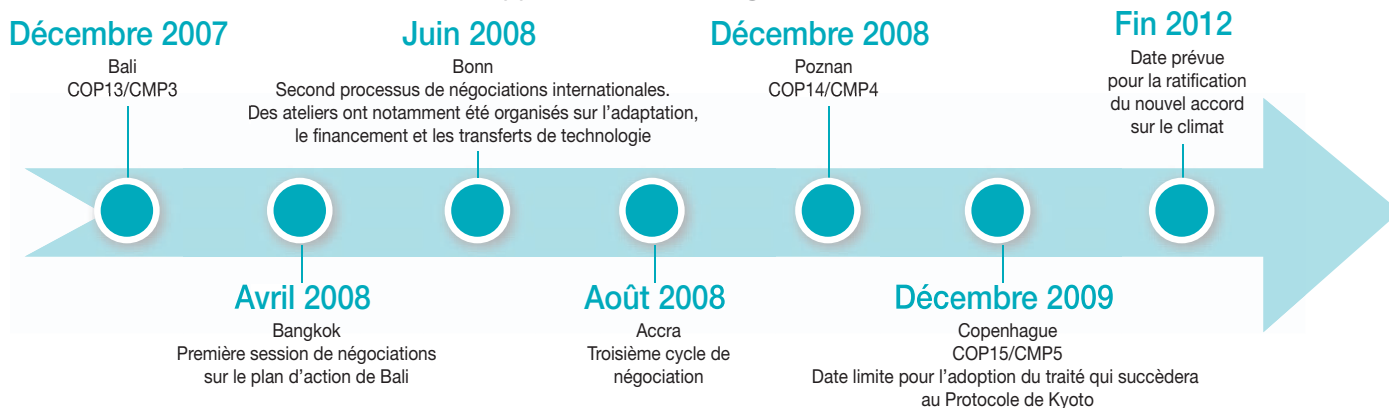 Décembre 2007
Bali
COP13/CMP3
Juin 2008
Bonn
Second processus de négociations internationales.
Des ateliers ont notamment été organisés sur l'adaptation,
le financement et les transferts de technologie
Décembre 2008
Poznan
COP14/CMP4
Fin 2012
Date prévue
pour la ratification
du nouvel accord
sur le climat
Avril 2008
Bangkok
Première session de négociations
sur le plan d'action de Bali
Août 2008
Accra
Troisième cycle de
négociation
Décembre 2009
Copenhague
COP15/CMP5
Date limite pour l'adoption du traité qui succèdera
au Protocole de Kyoto